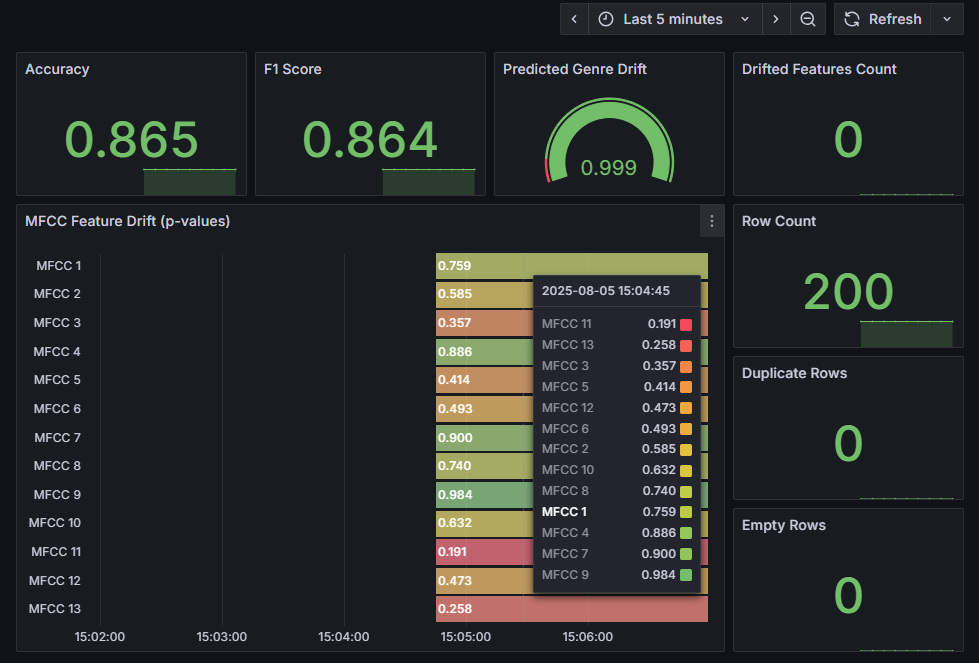 Last 5 minutes
Refresh
Accuracy
0.865
F1 Score
0.864
Predicted Genre Drift
0.999
Drifted Features Count
0
MFCC Feature Drift (p-values)
MFCC 1 0.759
MFCC 2 0.585
MFCC 3 0.357
MFCC 4 0.886
MFCC 5 0.414
MFCC 6 0.493
MFCC 7 0.900
MFCC 8 0.740
MFCC 9 0.984
MFCC 10 0.632
MFCC 11 0.191
MFCC 12 0.473
MFCC 13 0.258
15:02:00 15:03:00 15:04:00 15:05:00 15:06:00
2025-08-05 15:04:45
MFCC 11 0.191
MFCC 13 0.258
MFCC 3 0.357
MFCC 5 0.414
MFCC 12 0.473
MFCC 6 0.493
MFCC 2 0.585
MFCC 10 0.632
MFCC 8 0.740
MFCC 1 0.759
MFCC 4 0.886
MFCC 7 0.900
MFCC 9 0.984
Row Count
200
Duplicate Rows
0
Empty Rows
0